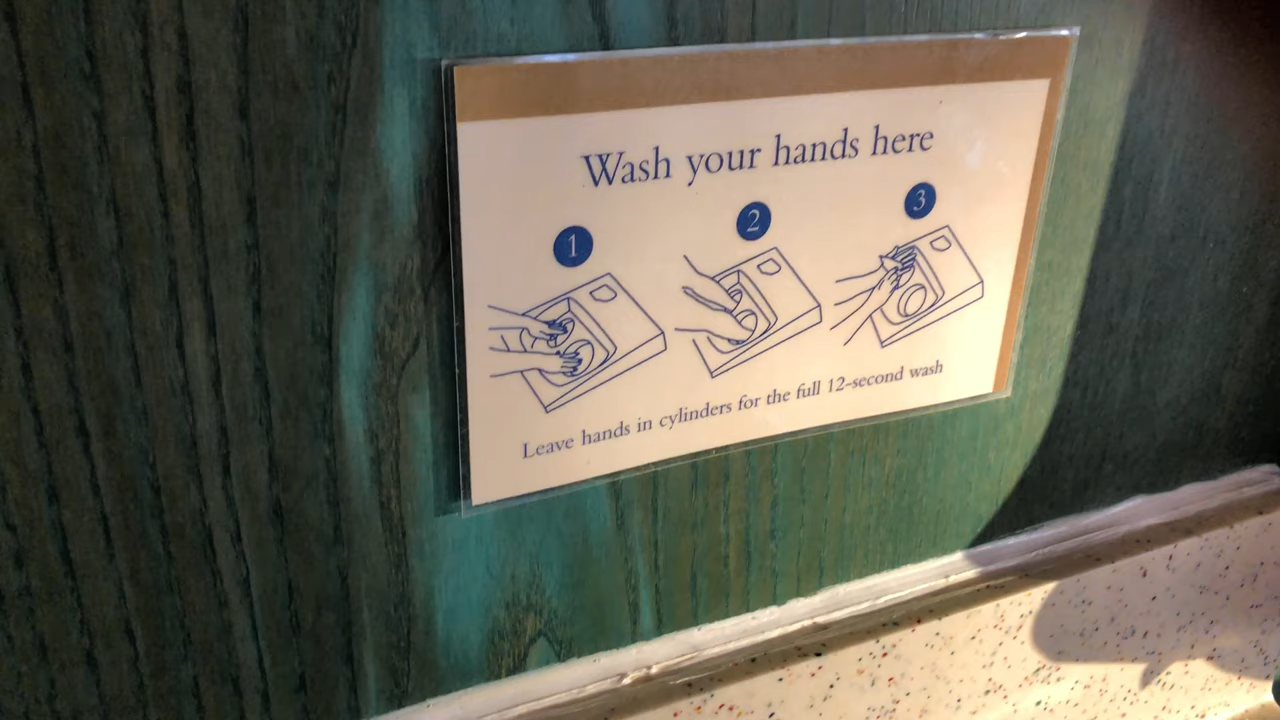 Wash your hands here
1
2
3
Leave hands in cylinders for the full 12-second wash